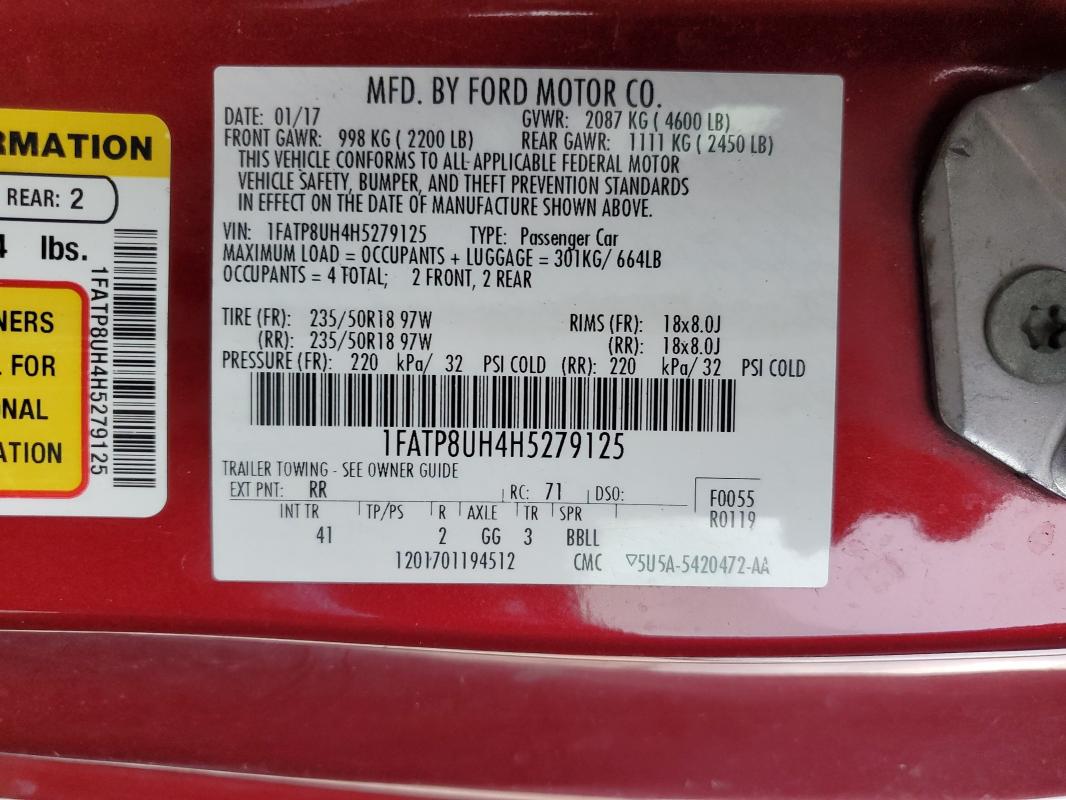 RMATION
REAR: 2
4 lbs.
NERS
L FOR
NAL
ATION
1FATP8UH4H5279125
MFD. BY FORD MOTOR CO.
DATE: 01/17 GVWR: 2087 KG ( 4600 LB)
FRONT GAWR: 998 KG ( 2200 LB) REAR GAWR: 1111 KG ( 2450 LB)
THIS VEHICLE CONFORMS TO ALL APPLICABLE FEDERAL MOTOR
VEHICLE SAFETY, BUMPER, AND THEFT PREVENTION STANDARDS
IN EFFECT ON THE DATE OF MANUFACTURE SHOWN ABOVE.
VIN: 1FATP8UH4H5279125 TYPE: Passenger Car
MAXIMUM LOAD = OCCUPANTS + LUGGAGE = 301KG/ 664LB
OCCUPANTS = 4 TOTAL; 2 FRONT, 2 REAR
TIRE (FR): 235/50R18 97W RIMS (FR): 18x8.0J
(RR): 235/50R18 97W (RR): 18x8.0J
PRESSURE (FR): 220 kPa/ 32 PSI COLD (RR): 220 kPa/ 32 PSI COLD
1FATP8UH4H5279125
TRAILER TOWING - SEE OWNER GUIDE
EXT PNT: RR RC: 71 DSO: F0055
R0119
INT TR TP/PS R AXLE TR SPR
41 2 GG 3 BBLL
1201701194512 CMC ▽5U5A-5420472-AA